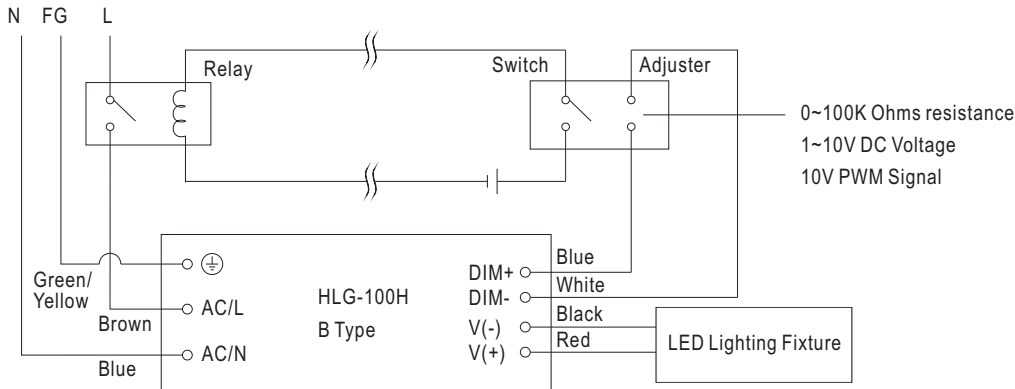 N FG L
Relay
Switch
Adjuster
0~100K Ohms resistance
1~10V DC Voltage
10V PWM Signal
Green/
Yellow
Brown
Blue
AC/L
AC/N
HLG-100H
B Type
DIM+
DIM-
V(-)
V(+)
Blue
White
Black
Red
LED Lighting Fixture